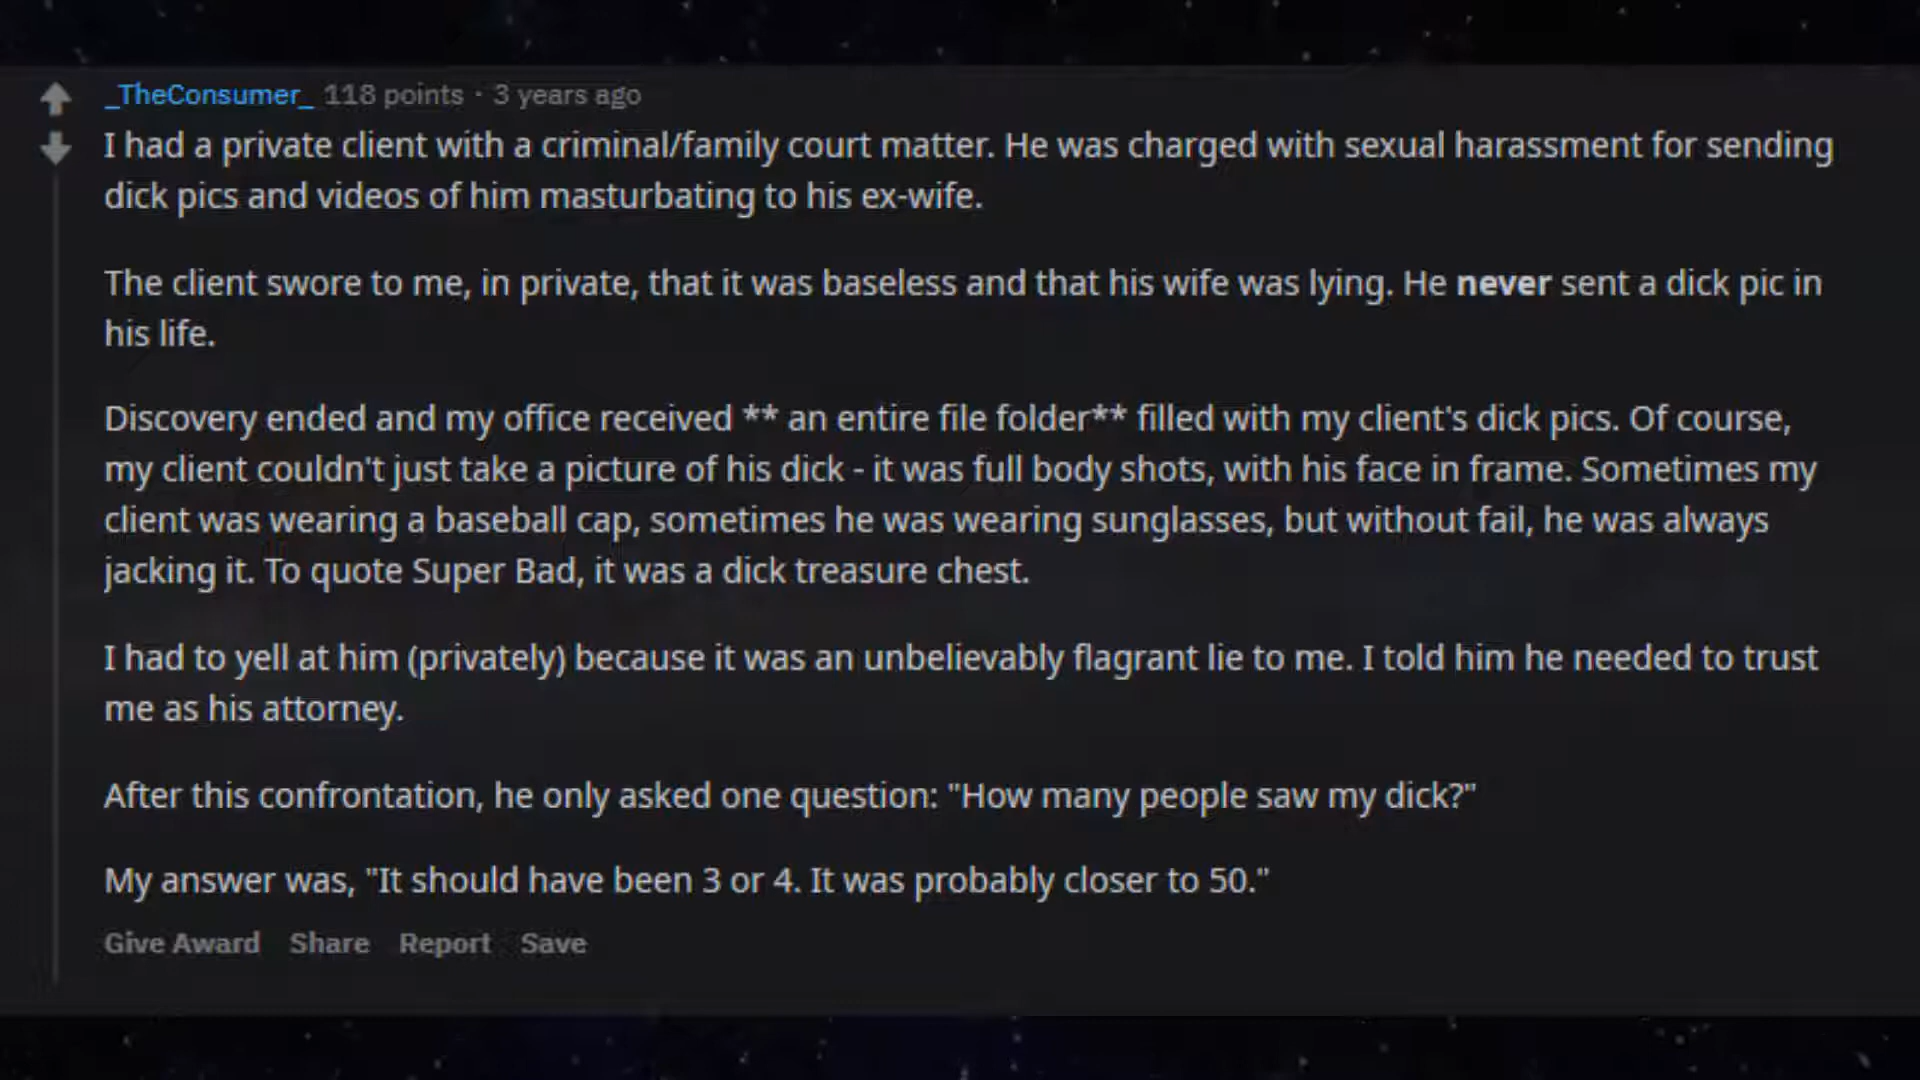 _TheConsumer_ 118 points · 3 years ago
I had a private client with a criminal/family court matter. He was charged with sexual harassment for sending
dick pics and videos of him masturbating to his ex-wife.
The client swore to me, in private, that it was baseless and that his wife was lying. He never sent a dick pic in
his life.
Discovery ended and my office received ** an entire file folder** filled with my client's dick pics. Of course,
my client couldn't just take a picture of his dick - it was full body shots, with his face in frame. Sometimes my
client was wearing a baseball cap, sometimes he was wearing sunglasses, but without fail, he was always
jacking it. To quote Super Bad, it was a dick treasure chest.
I had to yell at him (privately) because it was an unbelievably flagrant lie to me. I told him he needed to trust
me as his attorney.
After this confrontation, he only asked one question: "How many people saw my dick?"
My answer was, "It should have been 3 or 4. It was probably closer to 50."
Give Award Share Report Save